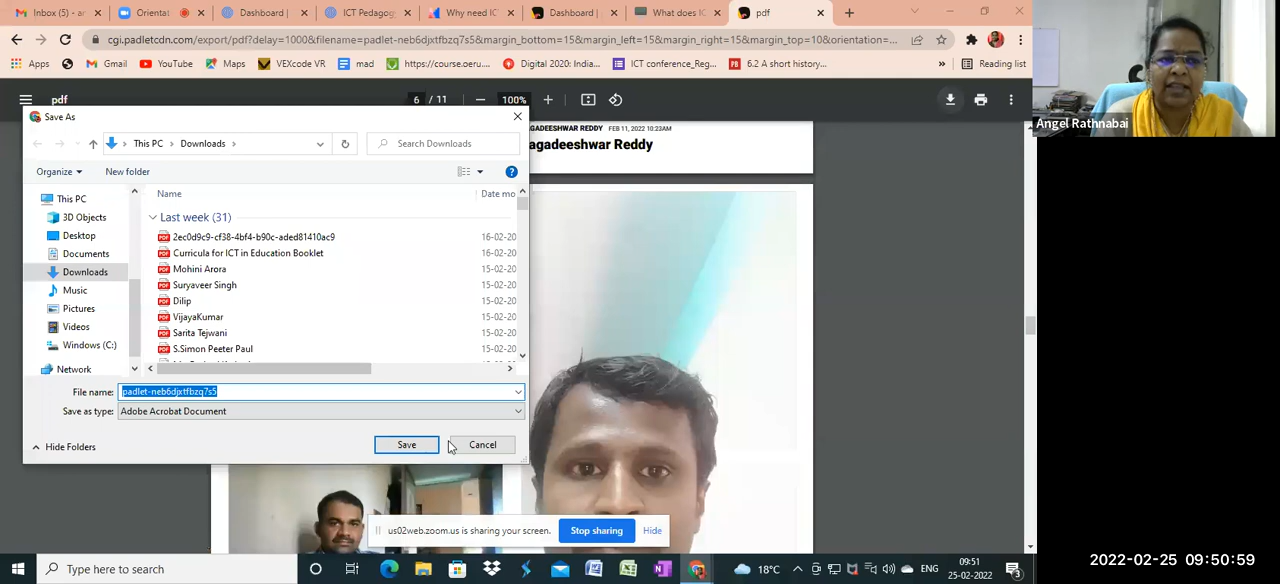 Inbox (5) - ar
Oriental
Dashboard |
ICT Pedagog
Why need IC
Dashboard |
What does IC
pdf
cgi.padletcdn.com/export/pdf?delay=1000&filename=padlet-neb6djxtfbzq7s5&margin_bottom=15&margin_left=15&margin_right=15&margin_top=10&orientation=...
Apps
Gmail
YouTube
Maps
VEXcode VR
mad
https://course.oeru....
Digital 2020: India...
ICT conference_Reg...
6.2 A short history...
»
Reading list
pdf
6 / 11
100%
Angel Rathnabai
AGADEESHWAR REDDY FEB 11, 2022 10:23AM
agadeeshwar Reddy
Save As
This PC > Downloads >
Search Downloads
Organize
New folder
This PC
3D Objects
Desktop
Documents
Downloads
Music
Pictures
Videos
Windows (C:)
Network
Name
Date mo
Last week (31)
2ec0d9c9-cf38-4bf4-b90c-aded81410ac9 16-02-20
Curricula for ICT in Education Booklet 16-02-20
Mohini Arora 15-02-20
Suryaveer Singh 15-02-20
Dilip 15-02-20
VijayaKumar 15-02-20
Sarita Tejwani 15-02-20
S.Simon Peeter Paul 15-02-20
File name: padlet-neb6djxtfbzq7s5
Save as type: Adobe Acrobat Document
Hide Folders
Save
Cancel
us02web.zoom.us is sharing your screen.
Stop sharing
Hide
Type here to search
18°C
ENG
09:51
25-02-2022
3
2022-02-25 09:50:59